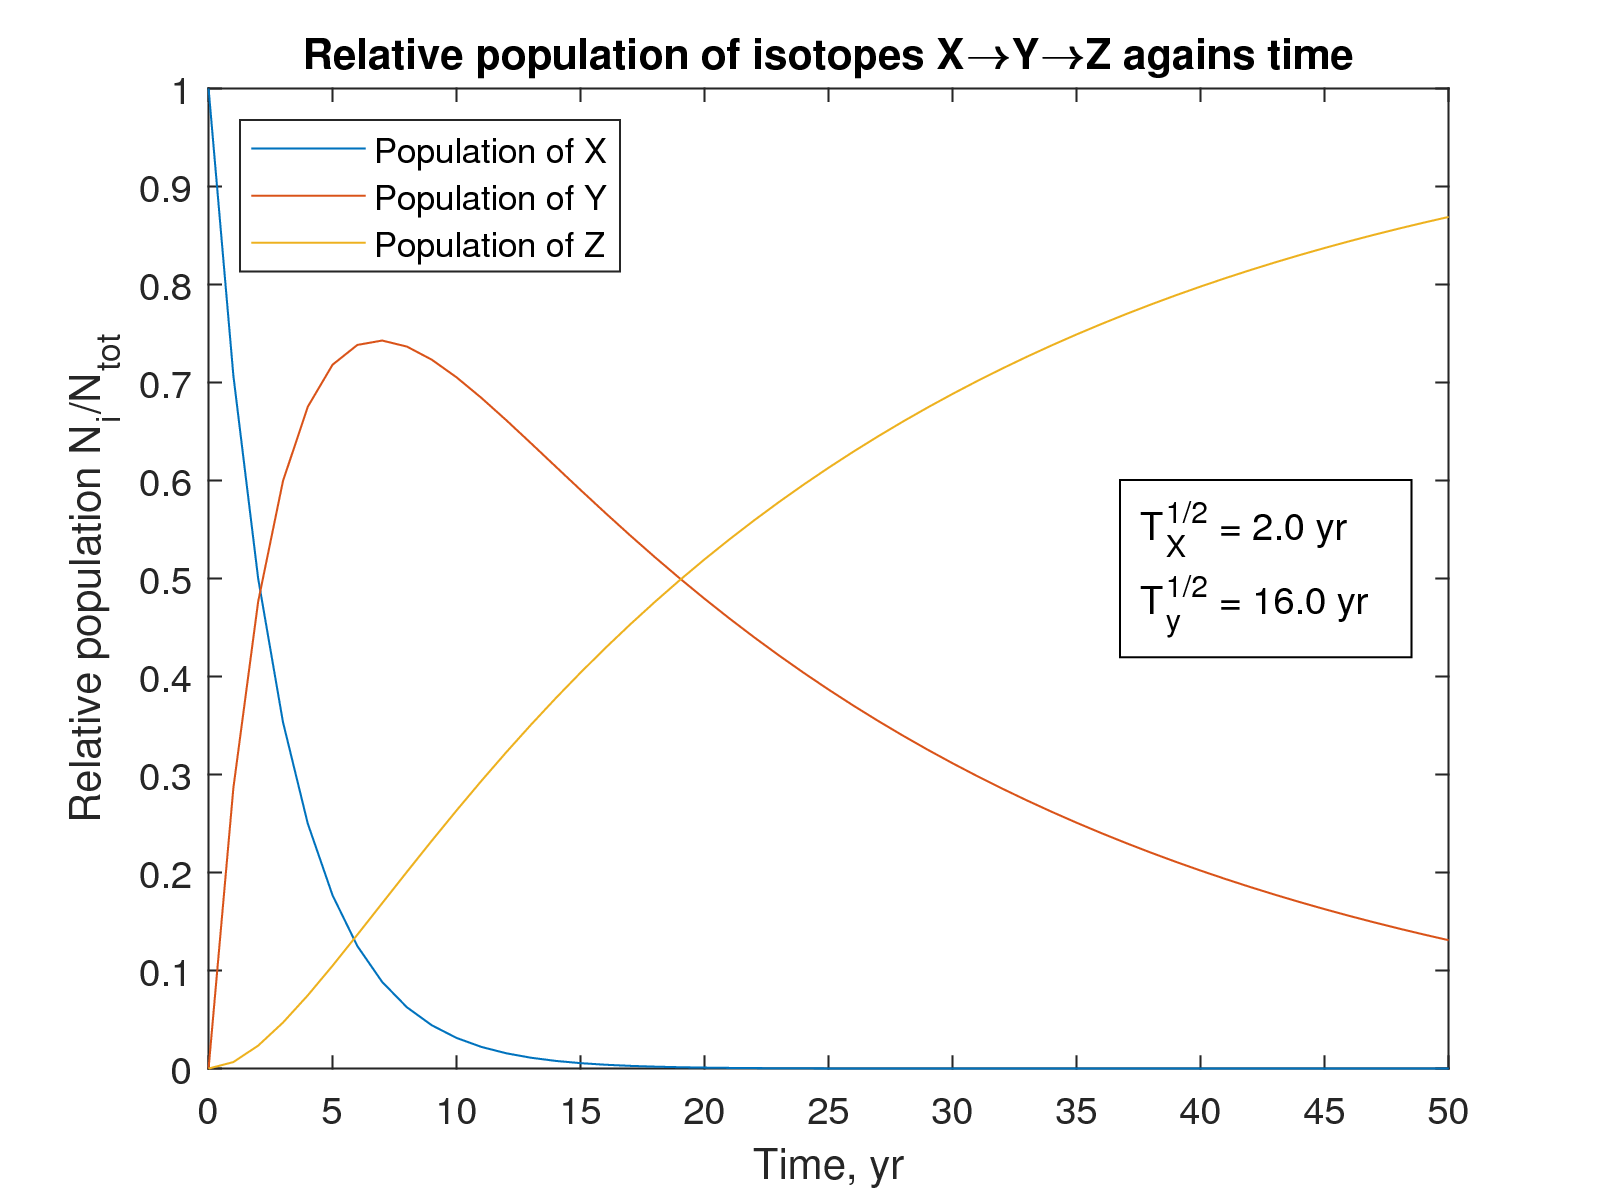 Relative population of isotopes X→Y→Z agains time
Population of X
Population of Y
Population of Z
Relative population N_i/N_tot
1
0.9
0.8
0.7
0.6
0.5
0.4
0.3
0.2
0.1
0
T_X^1/2 = 2.0 yr
T_y^1/2 = 16.0 yr
0 5 10 15 20 25 30 35 40 45 50
Time, yr